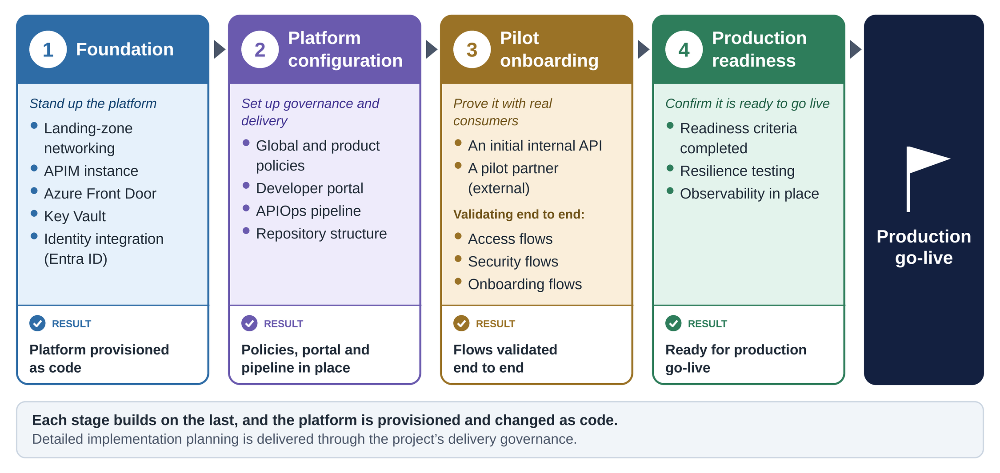 1
Foundation
Stand up the platform
Landing-zone
networking
APIM instance
Azure Front Door
Key Vault
Identity integration
(Entra ID)
RESULT
Platform provisioned
as code
2
Platform
configuration
Set up governance and
delivery
Global and product
policies
Developer portal
APIOps pipeline
Repository structure
RESULT
Policies, portal and
pipeline in place
3
Pilot
onboarding
Prove it with real
consumers
An initial internal API
A pilot partner
(external)
Validating end to end:
Access flows
Security flows
Onboarding flows
RESULT
Flows validated
end to end
4
Production
readiness
Confirm it is ready to go live
Readiness criteria
completed
Resilience testing
Observability in place
RESULT
Ready for production
go-live
Production
go-live
Each stage builds on the last, and the platform is provisioned and changed as code.
Detailed implementation planning is delivered through the project’s delivery governance.